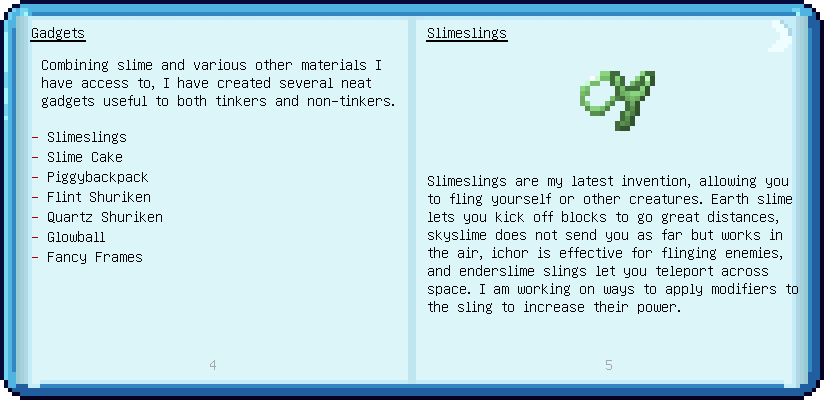 Gadgets
Combining slime and various other materials I
have access to, I have created several neat
gadgets useful to both tinkers and non-tinkers.
- Slimeslings
- Slime Cake
- Piggybackpack
- Flint Shuriken
- Quartz Shuriken
- Glowball
- Fancy Frames
4
Slimeslings
Slimeslings are my latest invention, allowing you
to fling yourself or other creatures. Earth slime
lets you kick off blocks to go great distances,
skyslime does not send you as far but works in
the air, ichor is effective for flinging enemies,
and enderslime slings let you teleport across
space. I am working on ways to apply modifiers to
the sling to increase their power.
5